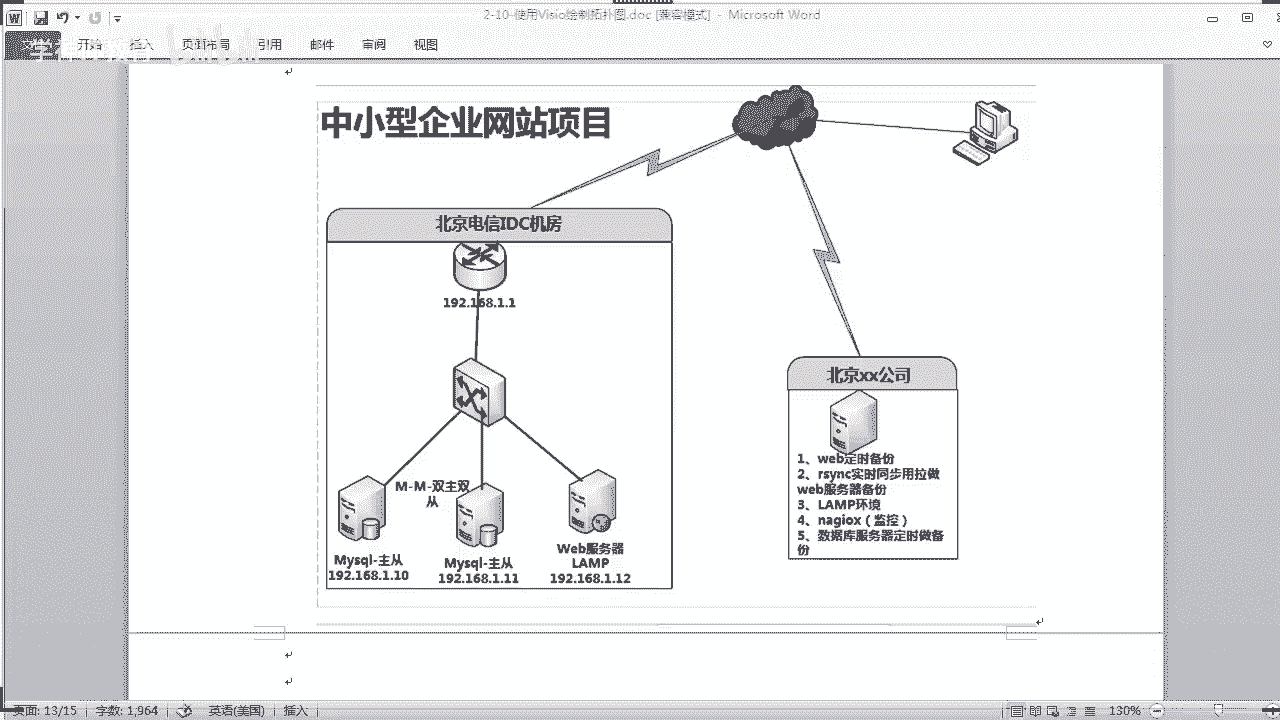 2-10-使用Visio绘制拓扑图.doc [兼容模式] - Microsoft Word
开始 插入 页面布局 引用 邮件 审阅 视图
中小型企业网站项目
北京电信IDC机房
192.168.1.1
M-M-双主双
从
Mysql-主从
192.168.1.10
Mysql-主从
192.168.1.11
Web服务器
LAMP
192.168.1.12
北京xx公司
1、web定时备份
2、rsync实时同步用拉做
web服务器备份
3、LAMP环境
4、nagiox（监控）
5、数据库服务器定时做备
份
页面: 13/15 字数: 1,964 英语(美国) 插入 130%